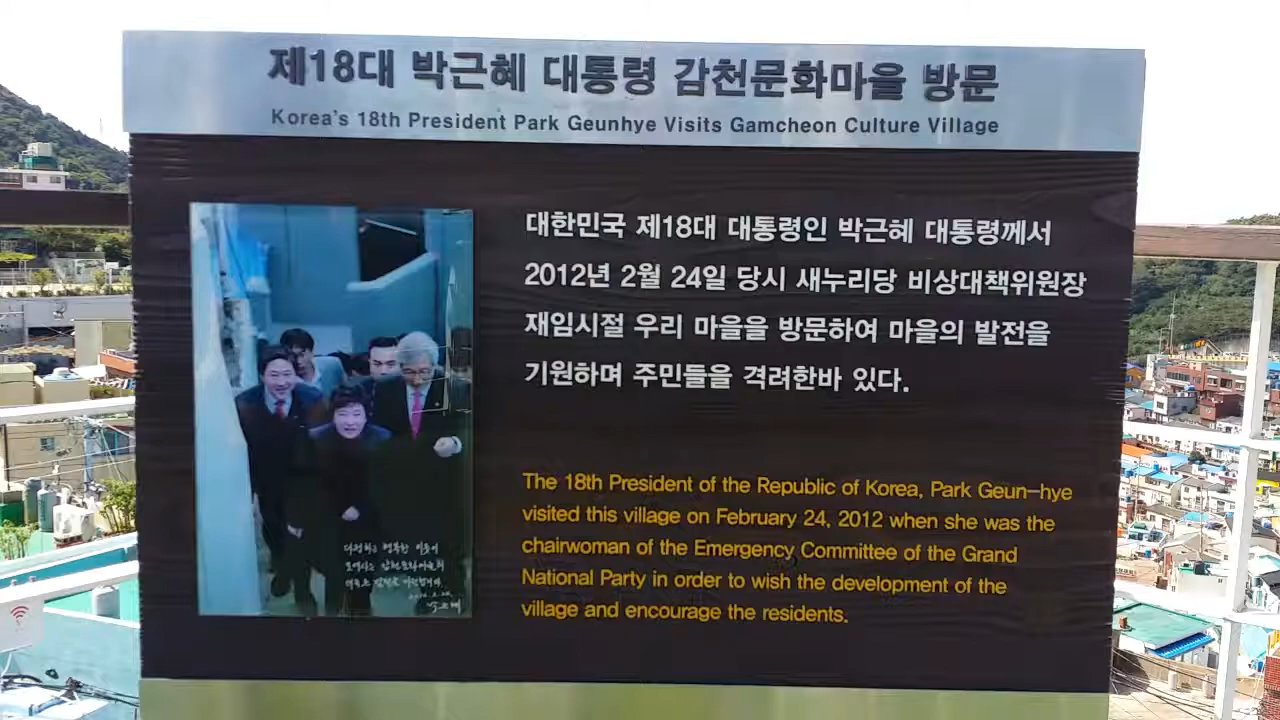 제18대 박근혜 대통령 감천문화마을 방문
Korea's 18th President Park Geunhye Visits Gamcheon Culture Village
대한민국 제18대 대통령인 박근혜 대통령께서
2012년 2월 24일 당시 새누리당 비상대책위원장
재임시절 우리 마을을 방문하여 마을의 발전을
기원하며 주민들을 격려한바 있다.
The 18th President of the Republic of Korea, Park Geun-hye
visited this village on February 24, 2012 when she was the
chairwoman of the Emergency Committee of the Grand
National Party in order to wish the development of the
village and encourage the residents.
행복한